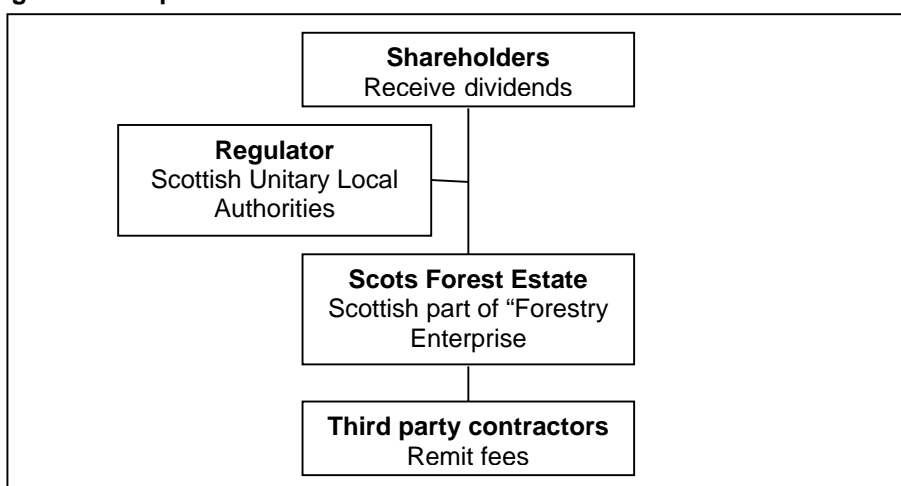 Shareholders
Receive dividends
Regulator
Scottish Unitary Local
Authorities
Scots Forest Estate
Scottish part of “Forestry
Enterprise
Third party contractors
Remit fees